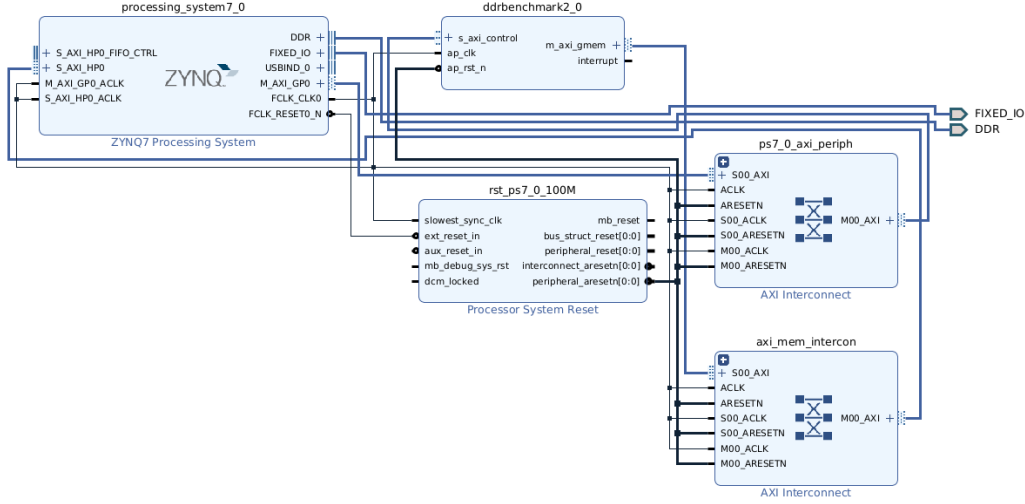 processing_system7_0
DDR
FIXED_IO
S_AXI_HP0_FIFO_CTRL
USBIND_0
S_AXI_HP0
M_AXI_GP0
M_AXI_GP0_ACLK
FCLK_CLK0
S_AXI_HP0_ACLK
FCLK_RESET0_N
ZYNQ
ZYNQ7 Processing System
ddrbenchmark2_0
s_axi_control
m_axi_gmem
ap_clk
interrupt
ap_rst_n
FIXED_IO
DDR
ps7_0_axi_periph
S00_AXI
ACLK
ARESETN
S00_ACLK
M00_AXI
S00_ARESETN
M00_ACLK
M00_ARESETN
AXI Interconnect
rst_ps7_0_100M
slowest_sync_clk
mb_reset
ext_reset_in
bus_struct_reset[0:0]
aux_reset_in
peripheral_reset[0:0]
mb_debug_sys_rst
interconnect_aresetn[0:0]
dcm_locked
peripheral_aresetn[0:0]
Processor System Reset
axi_mem_intercon
S00_AXI
ACLK
ARESETN
S00_ACLK
M00_AXI
S00_ARESETN
M00_ACLK
M00_ARESETN
AXI Interconnect